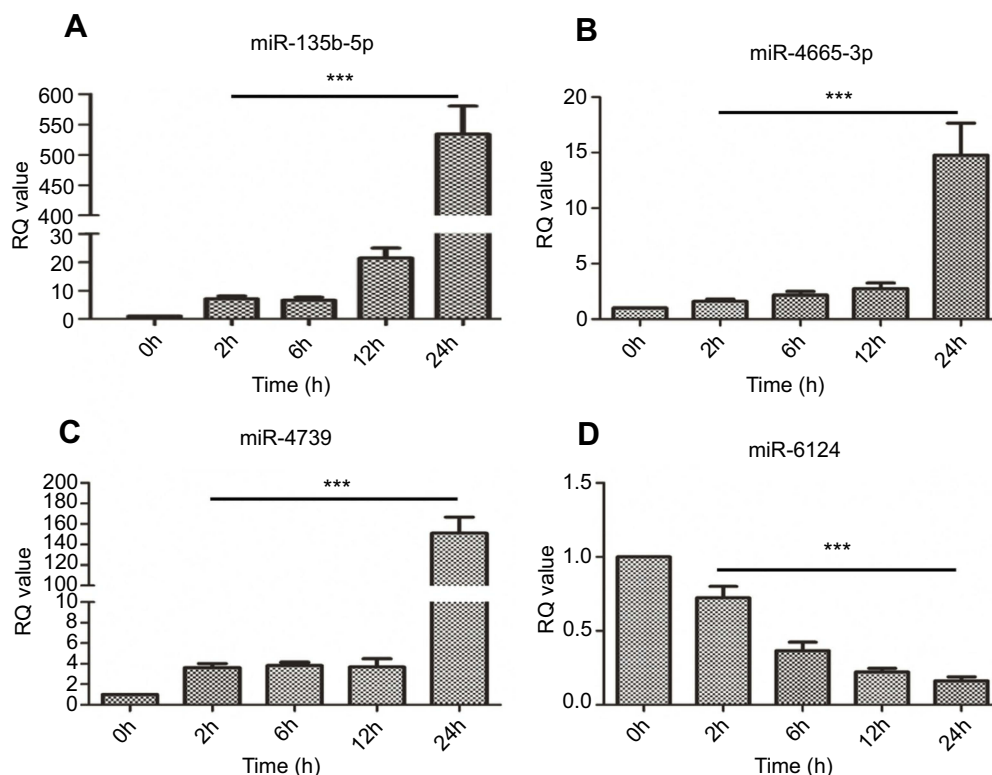 A
miR-135b-5p
***
600
550
500
450
400
30
20
10
0
RQ value
0h
2h
6h
12h
24h
Time (h)
B
miR-4665-3p
***
20
15
10
5
0
RQ value
0h
2h
6h
12h
24h
Time (h)
C
miR-4739
***
200
180
160
140
120
100
10
8
6
4
2
0
RQ value
0h
2h
6h
12h
24h
Time (h)
D
miR-6124
***
1.5
1.0
0.5
0.0
RQ value
0h
2h
6h
12h
24h
Time (h)